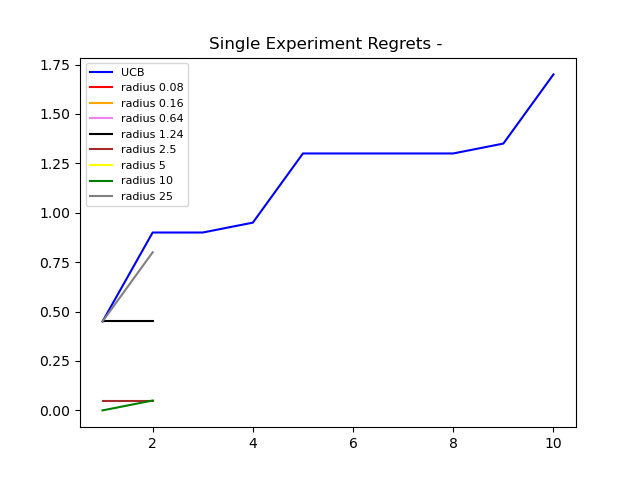 Single Experiment Regrets -
1.75
1.50
1.25
1.00
0.75
0.50
0.25
0.00
UCB
radius 0.08
radius 0.16
radius 0.64
radius 1.24
radius 2.5
radius 5
radius 10
radius 25
2 4 6 8 10